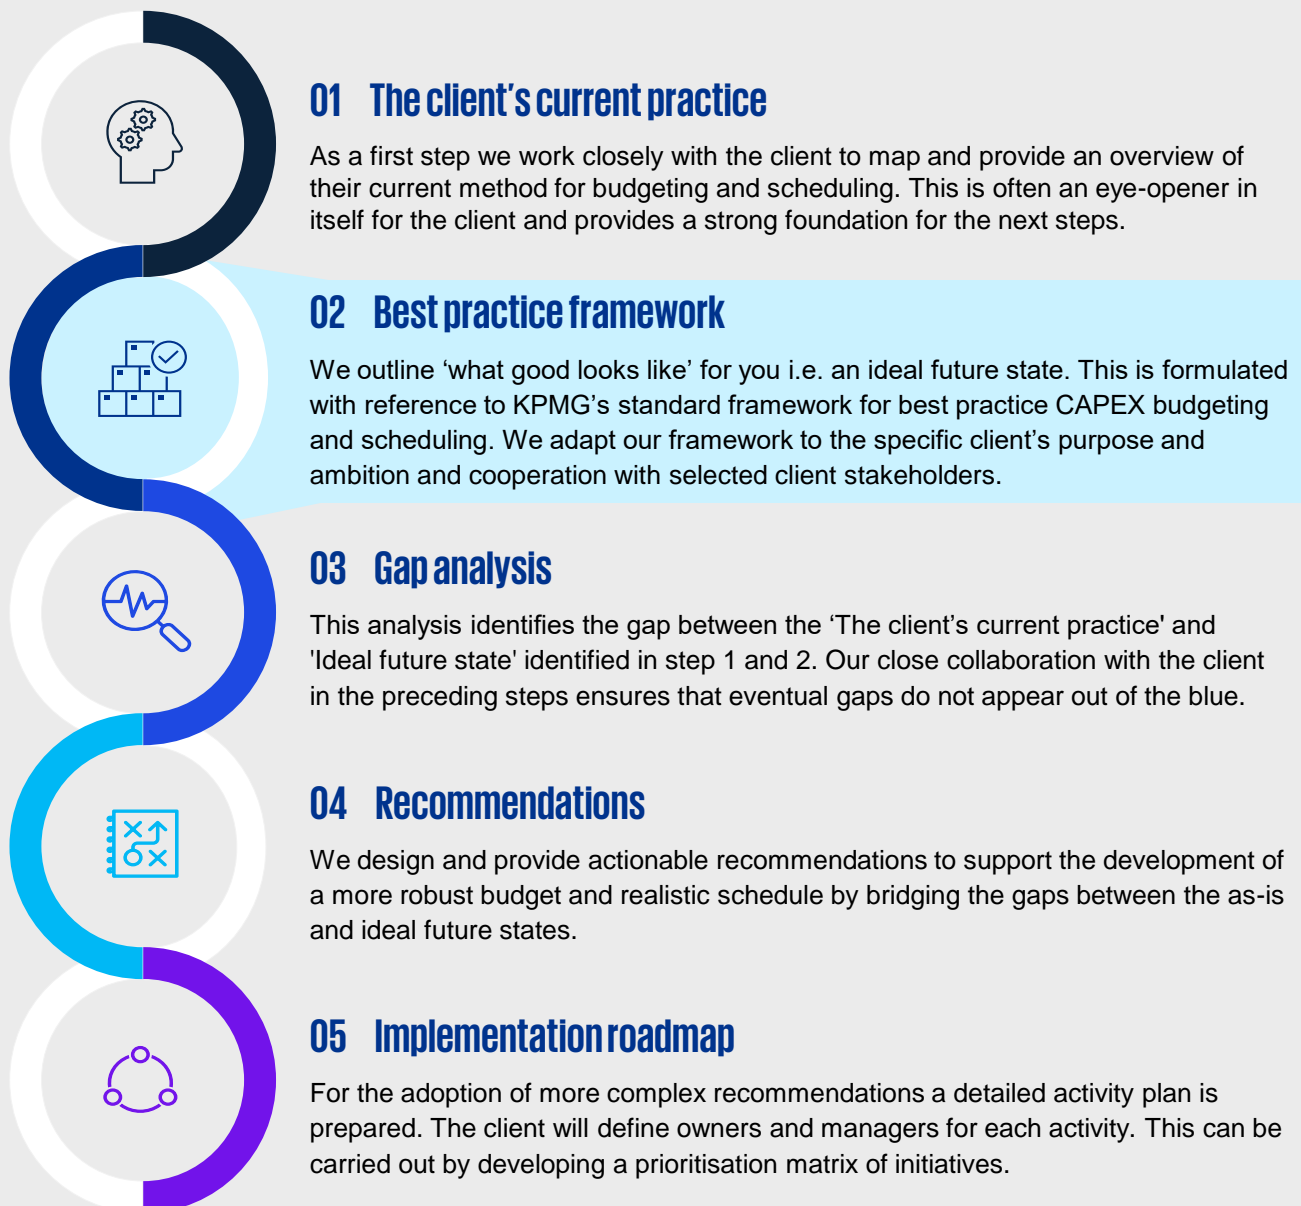 01 The client's current practice
As a first step we work closely with the client to map and provide an overview of
their current method for budgeting and scheduling. This is often an eye-opener in
itself for the client and provides a strong foundation for the next steps.
02 Best practice framework
We outline ‘what good looks like’ for you i.e. an ideal future state. This is formulated
with reference to KPMG’s standard framework for best practice CAPEX budgeting
and scheduling. We adapt our framework to the specific client’s purpose and
ambition and cooperation with selected client stakeholders.
03 Gap analysis
This analysis identifies the gap between the ‘The client’s current practice' and
'Ideal future state' identified in step 1 and 2. Our close collaboration with the client
in the preceding steps ensures that eventual gaps do not appear out of the blue.
04 Recommendations
We design and provide actionable recommendations to support the development of
a more robust budget and realistic schedule by bridging the gaps between the as-is
and ideal future states.
05 Implementation roadmap
For the adoption of more complex recommendations a detailed activity plan is
prepared. The client will define owners and managers for each activity. This can be
carried out by developing a prioritisation matrix of initiatives.